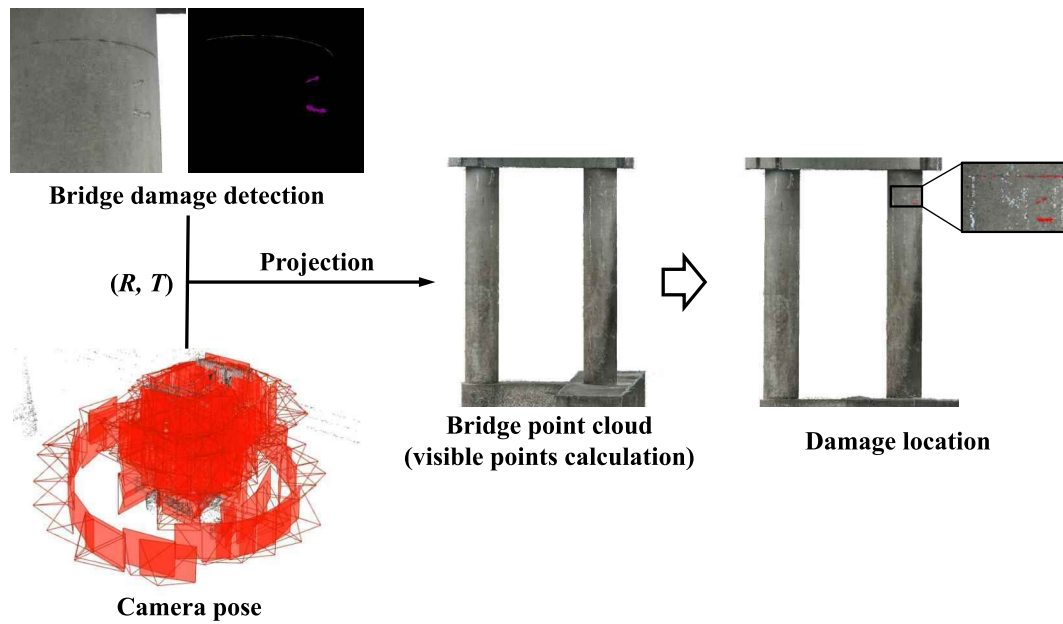 Bridge damage detection
(R, T)
Projection
Camera pose
Bridge point cloud
(visible points calculation)
Damage location